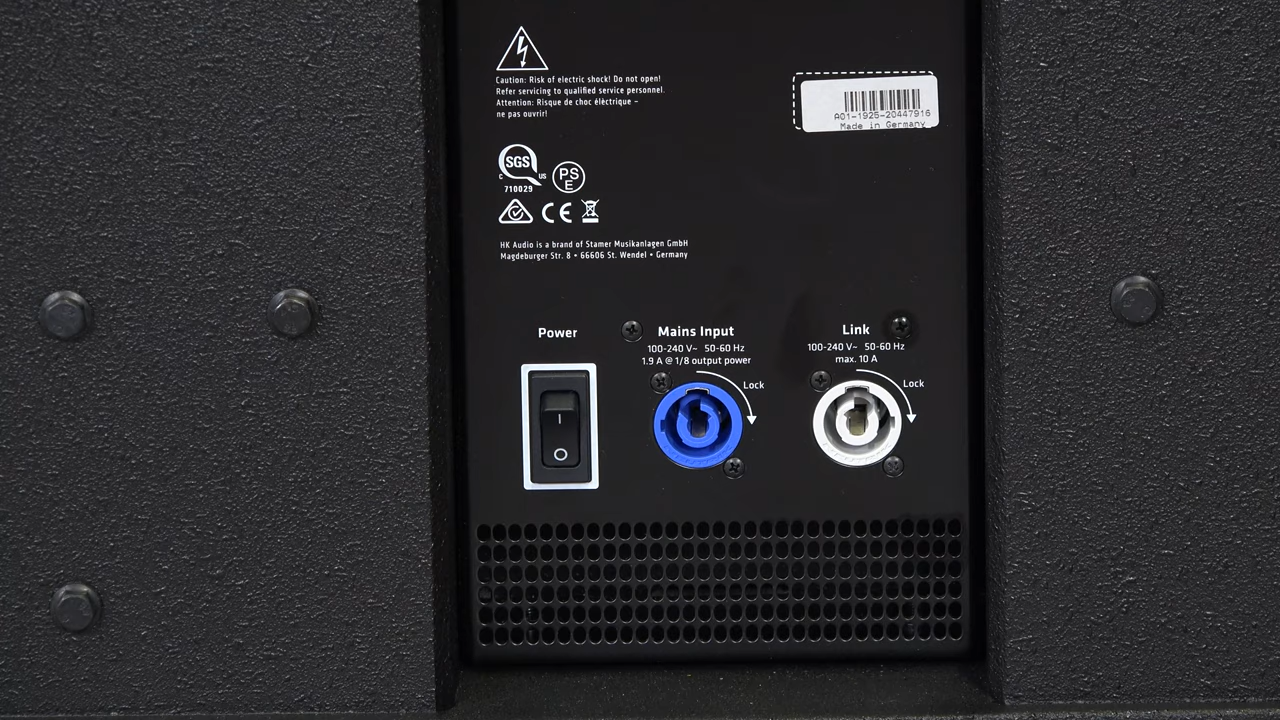 Caution: Risk of electric shock! Do not open!
Refer servicing to qualified service personnel.
Attention: Risque de choc élèctrique –
ne pas ouvrir!
A01-1925-20447916
Made in Germany
SGS
C US
710029
PS
E
CE
HK Audio is a brand of Stamer Musikanlagen GmbH
Magdeburger Str. 8 • 66606 St. Wendel • Germany
Power
Mains Input
100-240 V~ 50-60 Hz
1.9 A @ 1/8 output power
Lock
Link
100-240 V~ 50-60 Hz
max. 10 A
Lock
I
O